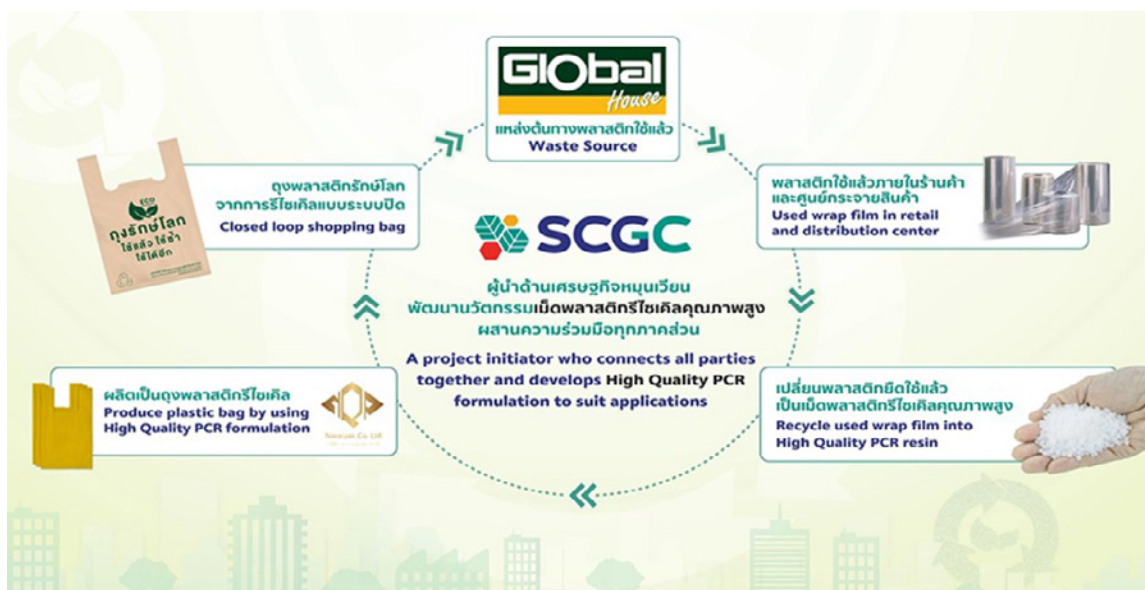 Global
House
แหล่งต้นทางพลาสติกใช้แล้ว
Waste Source
ถุงพลาสติกรักษ์โลก
จากการรีไซเคิลแบบระบบปิด
Closed loop shopping bag
ECO
ถุงรักษ์โลก
ใช้แล้ว ใช้ซ้ำ
ใช้ได้อีก
พลาสติกใช้แล้วภายในร้านค้า
และศูนย์กระจายสินค้า
Used wrap film in retail
and distribution center
SCGC
ผู้นำด้านเศรษฐกิจหมุนเวียน
พัฒนานวัตกรรมเม็ดพลาสติกรีไซเคิลคุณภาพสูง
ผสานความร่วมมือทุกภาคส่วน
A project initiator who connects all parties
together and develops High Quality PCR
formulation to suit applications
ผลิตเป็นถุงพลาสติกรีไซเคิล
Produce plastic bag by using
High Quality PCR formulation
เปลี่ยนพลาสติกยืดใช้แล้ว
เป็นเม็ดพลาสติกรีไซเคิลคุณภาพสูง
Recycle used wrap film into
High Quality PCR resin